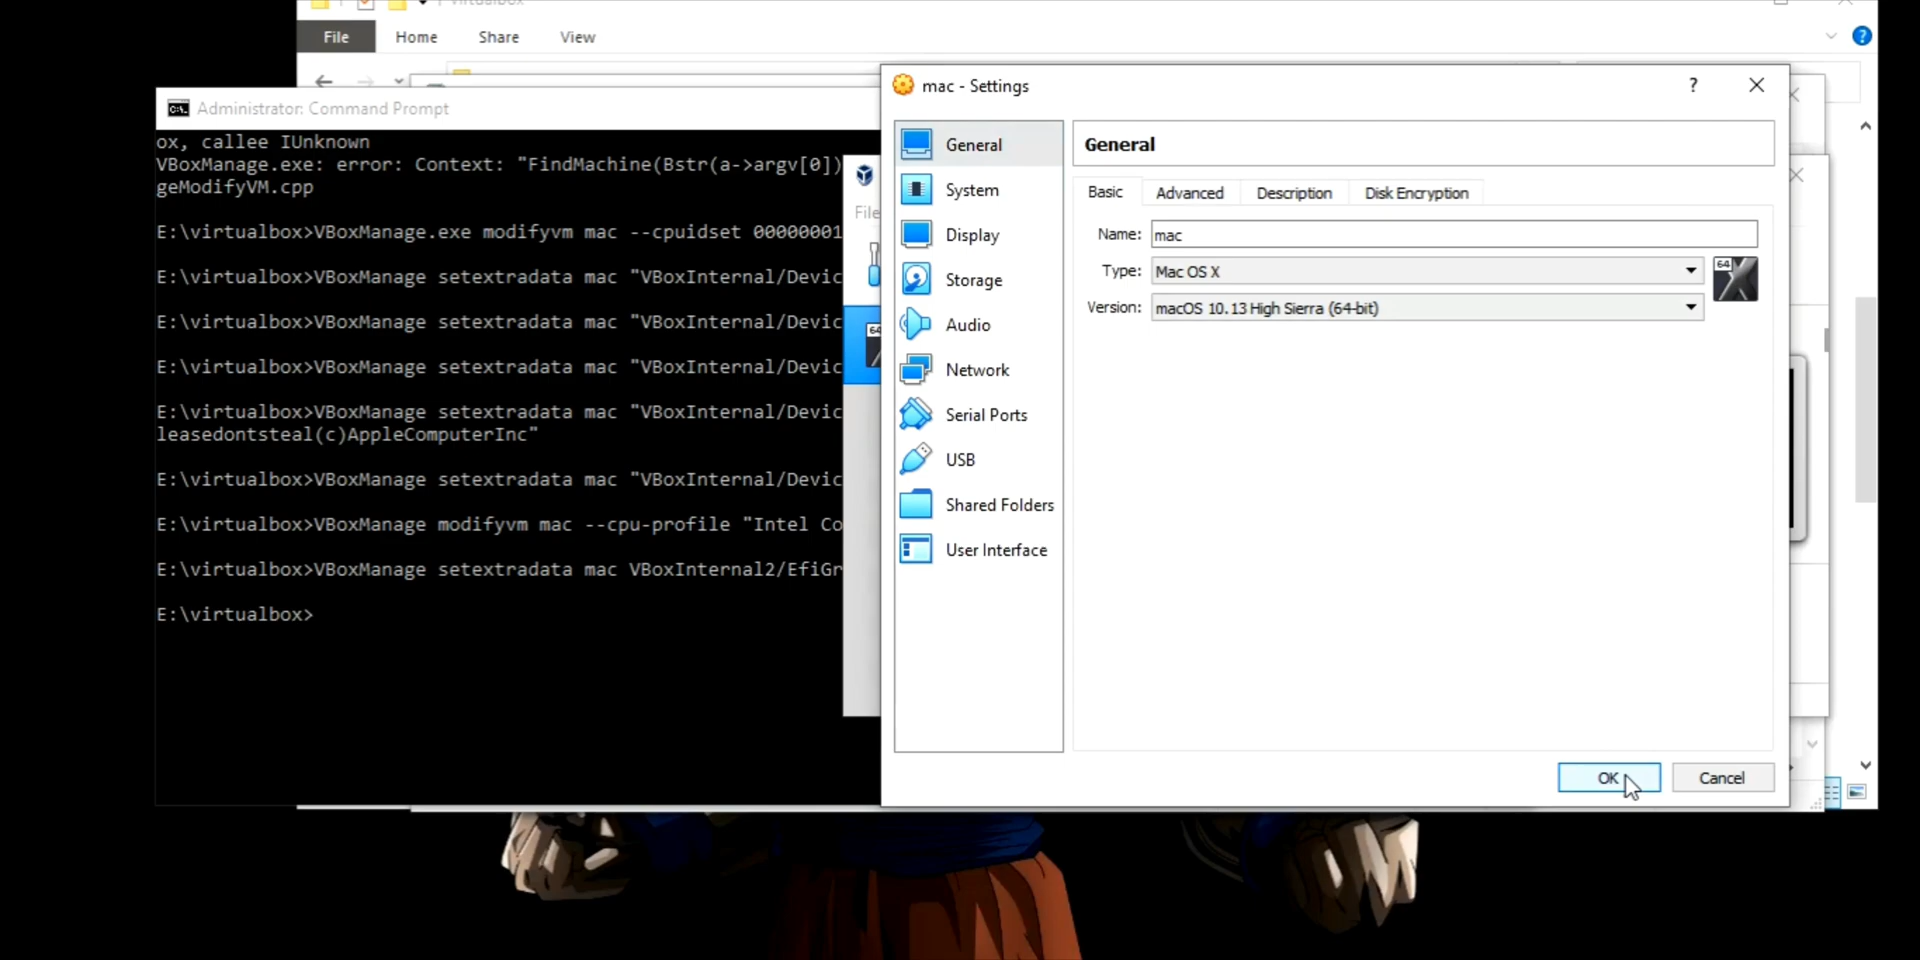 virtualbox
File Home Share View
Administrator: Command Prompt
ox, callee IUnknown
VBoxManage.exe: error: Context: "FindMachine(Bstr(a->argv[0])
geModifyVM.cpp
E:\virtualbox>VBoxManage.exe modifyvm mac --cpuidset 00000001
E:\virtualbox>VBoxManage setextradata mac "VBoxInternal/Devic
E:\virtualbox>VBoxManage setextradata mac "VBoxInternal/Devic
E:\virtualbox>VBoxManage setextradata mac "VBoxInternal/Devic
E:\virtualbox>VBoxManage setextradata mac "VBoxInternal/Devic
leasedontsteal(c)AppleComputerInc"
E:\virtualbox>VBoxManage setextradata mac "VBoxInternal/Devic
E:\virtualbox>VBoxManage modifyvm mac --cpu-profile "Intel Co
E:\virtualbox>VBoxManage setextradata mac VBoxInternal2/EfiGr
E:\virtualbox>
File
64
mac - Settings
?
General
System
Display
Storage
Audio
Network
Serial Ports
USB
Shared Folders
User Interface
General
Basic Advanced Description Disk Encryption
Name: mac
Type: Mac OS X
64
Version: macOS 10.13 High Sierra (64-bit)
OK Cancel
?